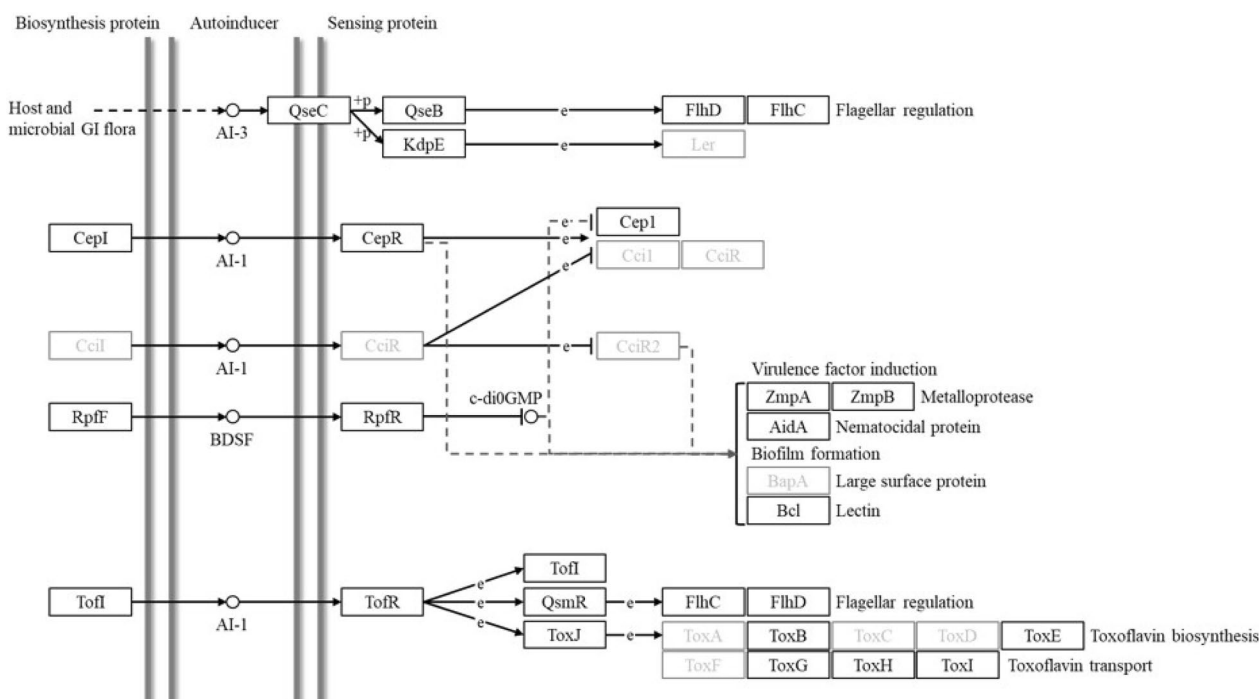 Biosynthesis protein Autoinducer Sensing protein
Host and
microbial GI flora
AI-3
QseC
+p
+p
QseB
e
FlhD FlhC Flagellar regulation
KdpE
e
Ler
CepI
AI-1
CepR
e
e
e
Cep1
Cci1 CciR
CciI
AI-1
CciR
e
CciR2
RpfF
BDSF
RpfR
c-di0GMP
Virulence factor induction
ZmpA ZmpB Metalloprotease
AidA Nematocidal protein
Biofilm formation
BapA Large surface protein
Bcl Lectin
TofI
AI-1
TofR
e
e
e
TofI
QsmR
e
FlhC FlhD Flagellar regulation
ToxJ
e
ToxA ToxB ToxC ToxD ToxE Toxoflavin biosynthesis
ToxF ToxG ToxH ToxI Toxoflavin transport